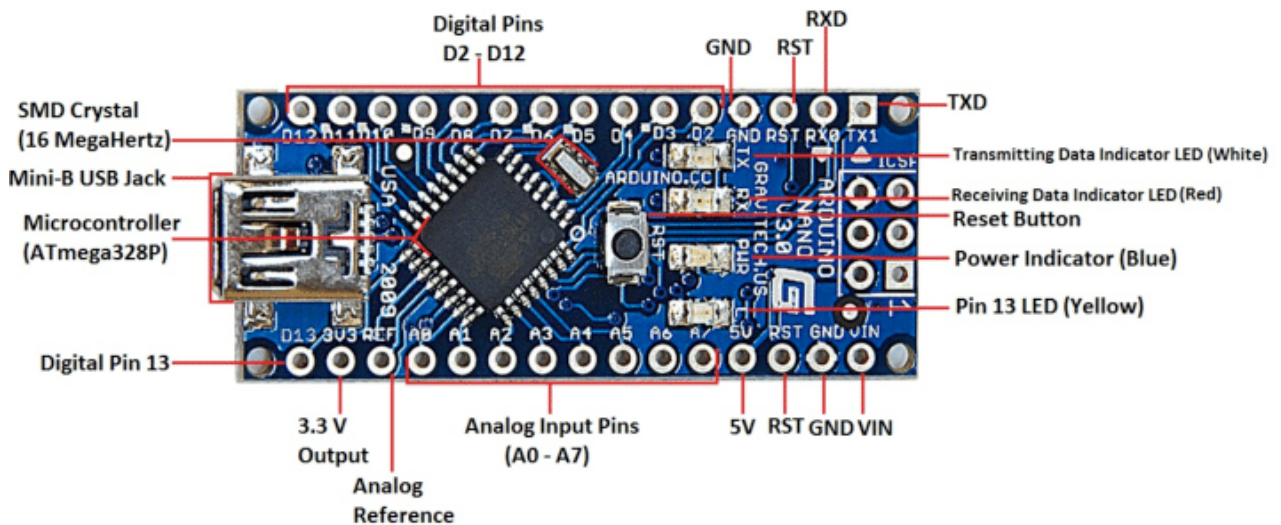 Digital Pins
D2 - D12
GND
RST
RXD
TXD
SMD Crystal
(16 MegaHertz)
Mini-B USB Jack
Microcontroller
(ATmega328P)
Digital Pin 13
D12 D11 D10 D9 D8 D7 D6 D5 D4 D3 D2 GND RST RX0 TX1
TX
RX
PWR
L
ARDUINO.CC
GRAVITECH.US
ARDUINO
NANO
V3.0
ICSP
1
RST
USA
2009
G
D13 3V3 REF A0 A1 A2 A3 A4 A5 A6 A7 5V RST GND VIN
Transmitting Data Indicator LED (White)
Receiving Data Indicator LED (Red)
Reset Button
Power Indicator (Blue)
Pin 13 LED (Yellow)
3.3 V
Output
Analog
Reference
Analog Input Pins
(A0 - A7)
5V
RST
GND
VIN